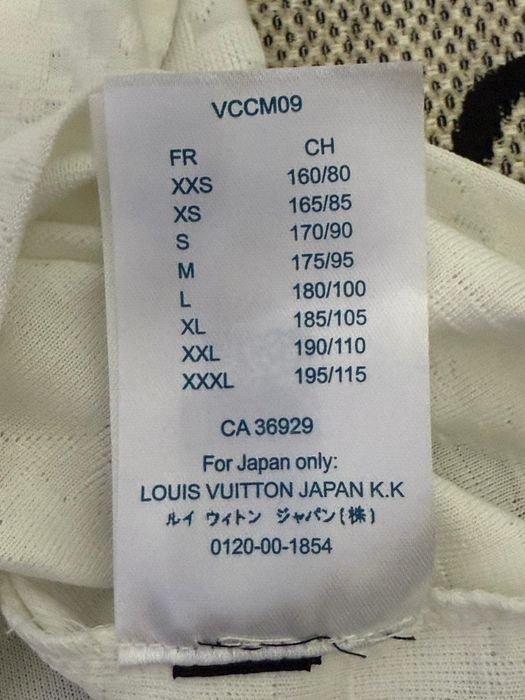 VCCM09
FR CH
XXS 160/80
XS 165/85
S 170/90
M 175/95
L 180/100
XL 185/105
XXL 190/110
XXXL 195/115
CA 36929
For Japan only:
LOUIS VUITTON JAPAN K.K
ルイ ヴィトン ジャパン(株)
0120-00-1854